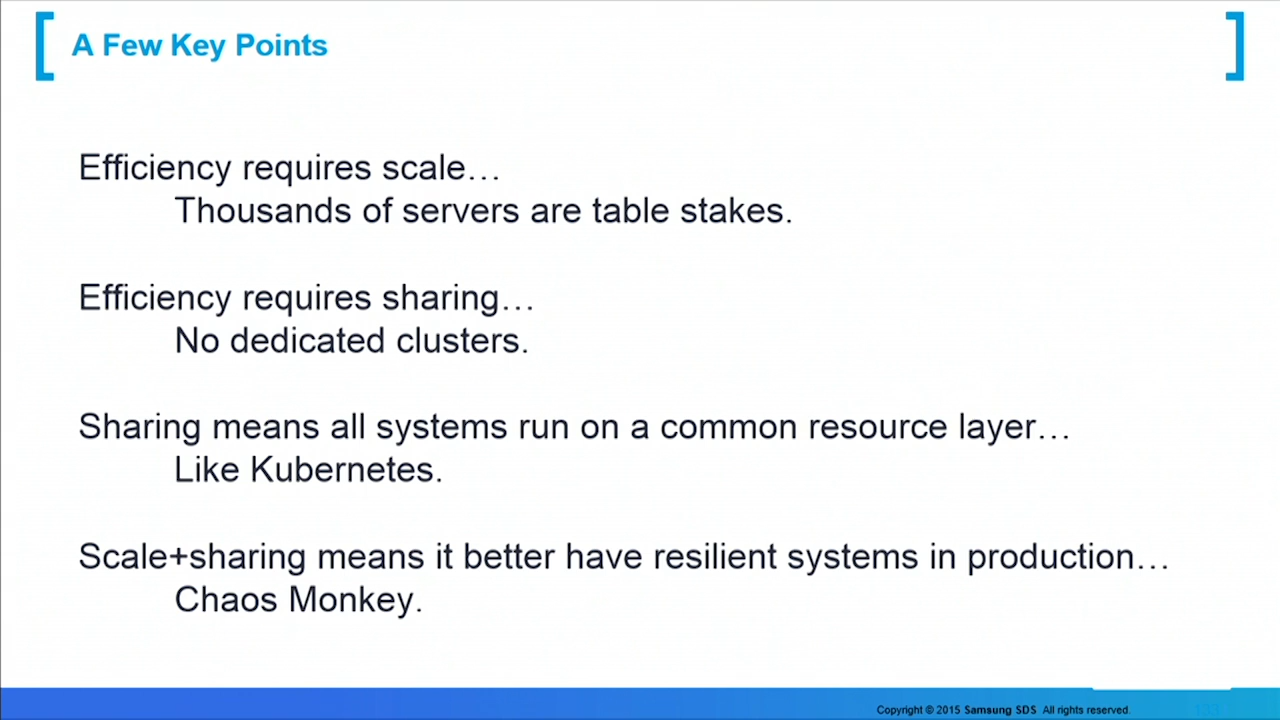 A Few Key Points
Efficiency requires scale…
Thousands of servers are table stakes.
Efficiency requires sharing…
No dedicated clusters.
Sharing means all systems run on a common resource layer…
Like Kubernetes.
Scale+sharing means it better have resilient systems in production…
Chaos Monkey.
Copyright © 2015 Samsung SDS All rights reserved.